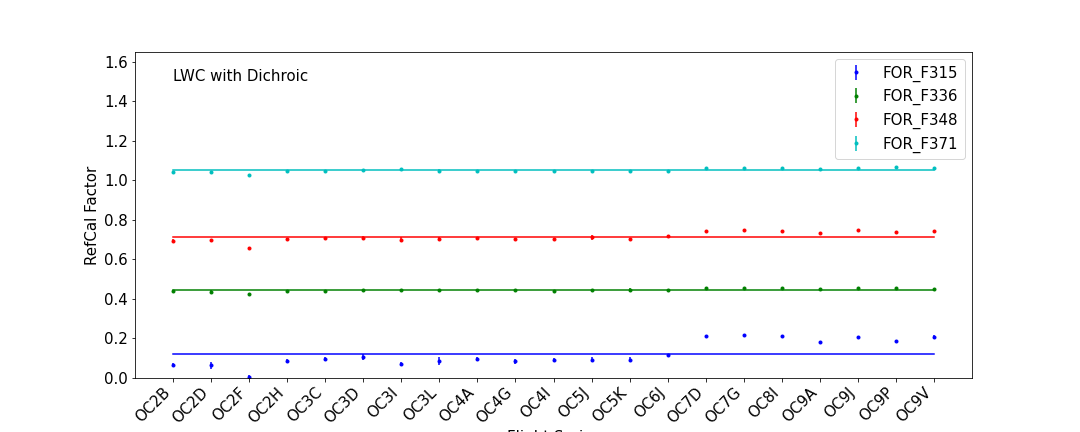 LWC with Dichroic
FOR_F315
FOR_F336
FOR_F348
FOR_F371
RefCal Factor
1.6
1.4
1.2
1.0
0.8
0.6
0.4
0.2
0.0
OC2B OC2D OC2F OC2H OC3C OC3D OC3I OC3L OC4A OC4G OC4I OC5J OC5K OC6J OC7D OC7G OC8I OC9A OC9J OC9P OC9V